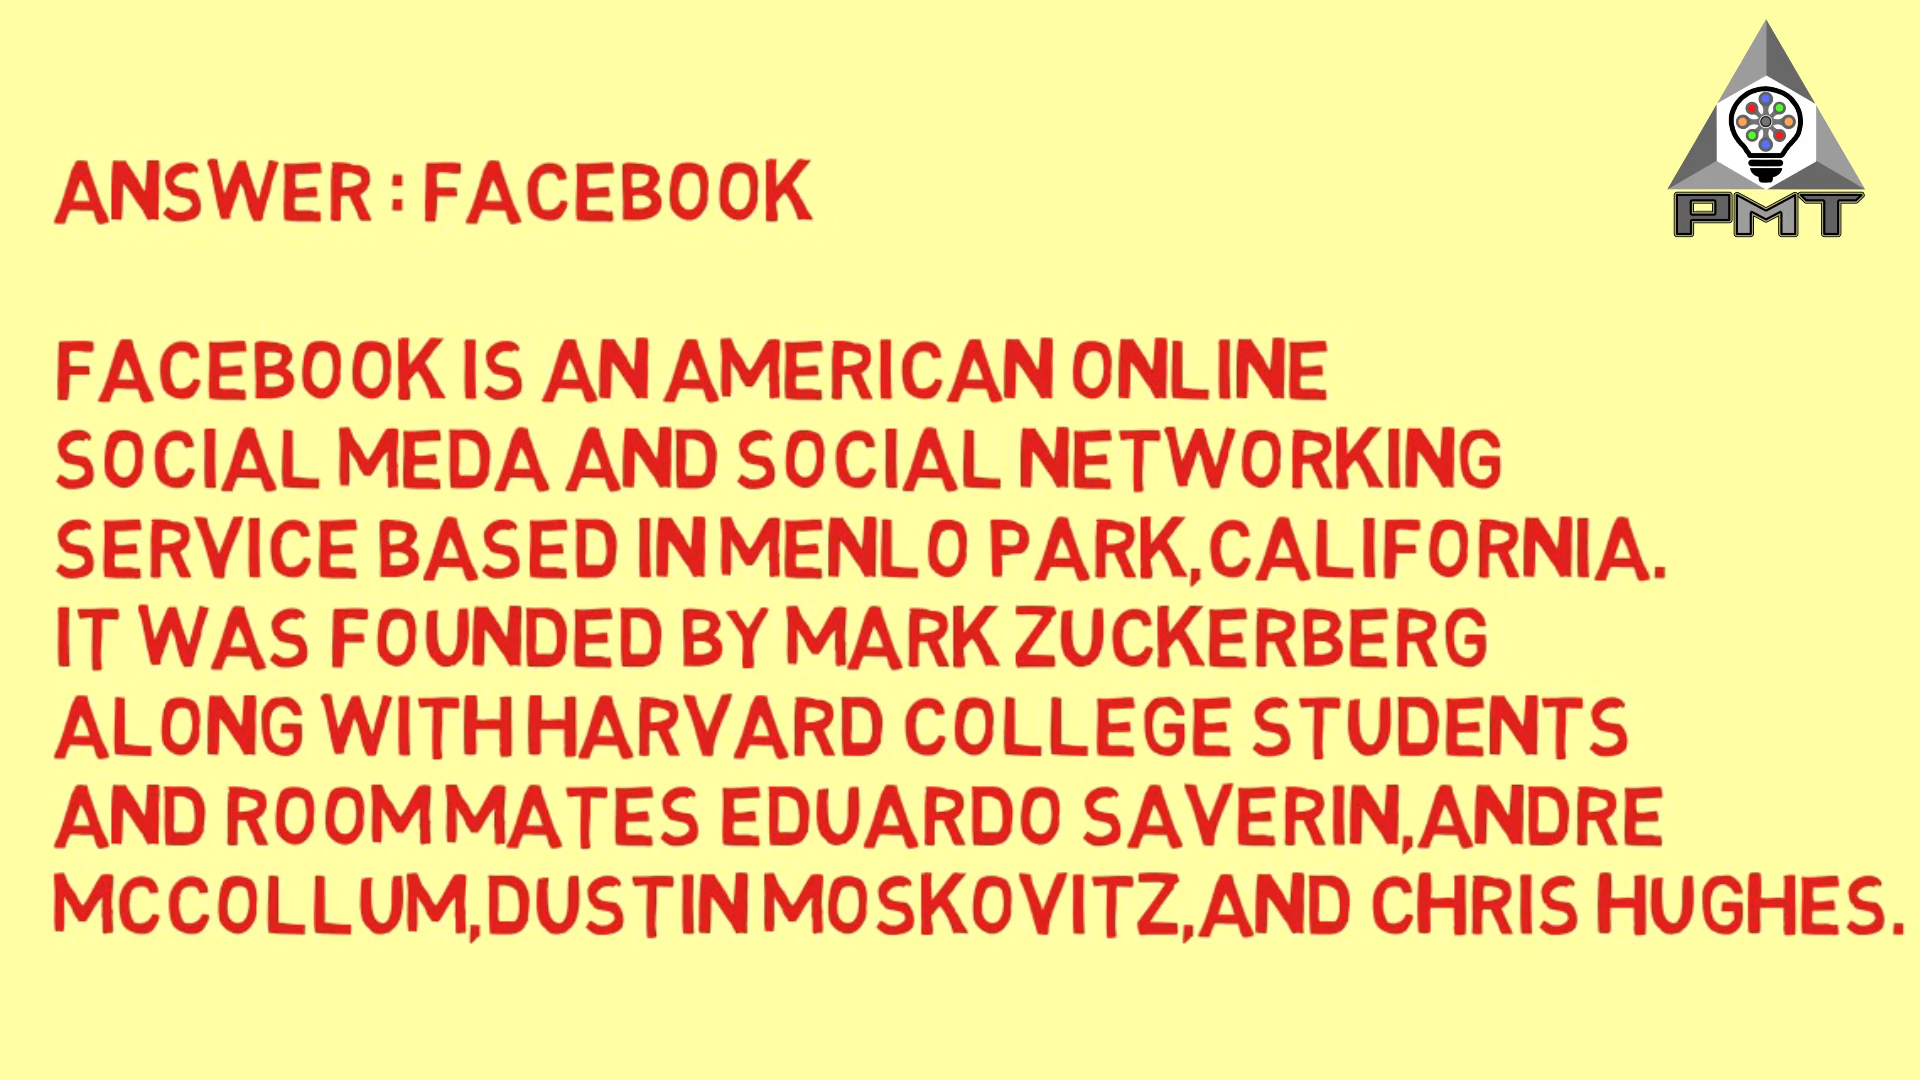 PMT
ANSWER : FACEBOOK
FACEBOOK IS AN AMERICAN ONLINE
SOCIAL MEDA AND SOCIAL NETWORKING
SERVICE BASED IN MENLO PARK,CALIFORNIA.
IT WAS FOUNDED BY MARK ZUCKERBERG
ALONG WITH HARVARD COLLEGE STUDENTS
AND ROOMMATES EDUARDO SAVERIN,ANDRE
MCCOLLUM,DUSTIN MOSKOVITZ,AND CHRIS HUGHES.